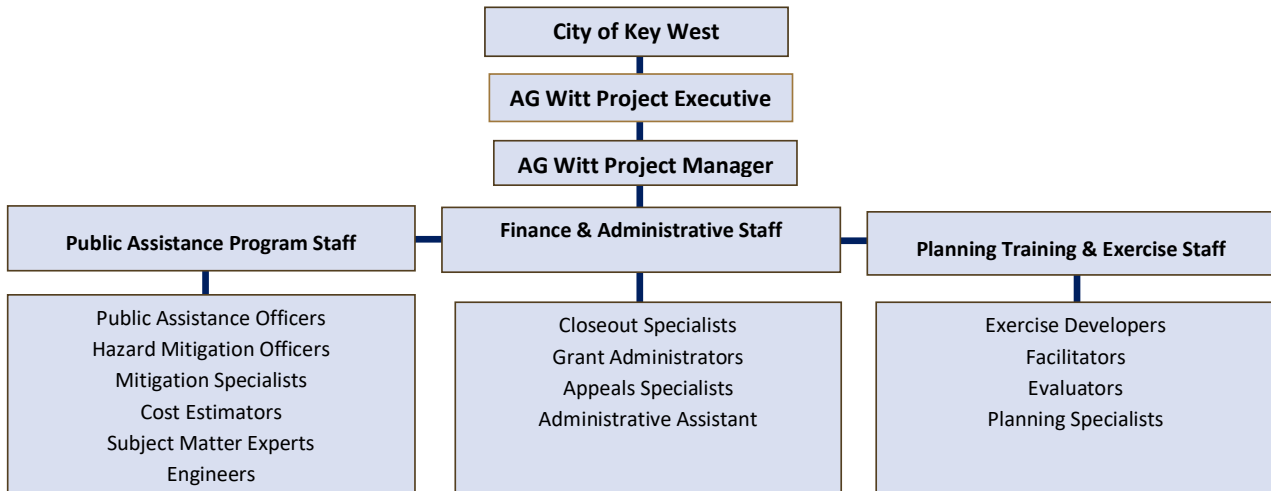 City of Key West
AG Witt Project Executive
AG Witt Project Manager
Public Assistance Program Staff
Finance & Administrative Staff
Planning Training & Exercise Staff
Public Assistance Officers
Hazard Mitigation Officers
Mitigation Specialists
Cost Estimators
Subject Matter Experts
Engineers
Closeout Specialists
Grant Administrators
Appeals Specialists
Administrative Assistant
Exercise Developers
Facilitators
Evaluators
Planning Specialists